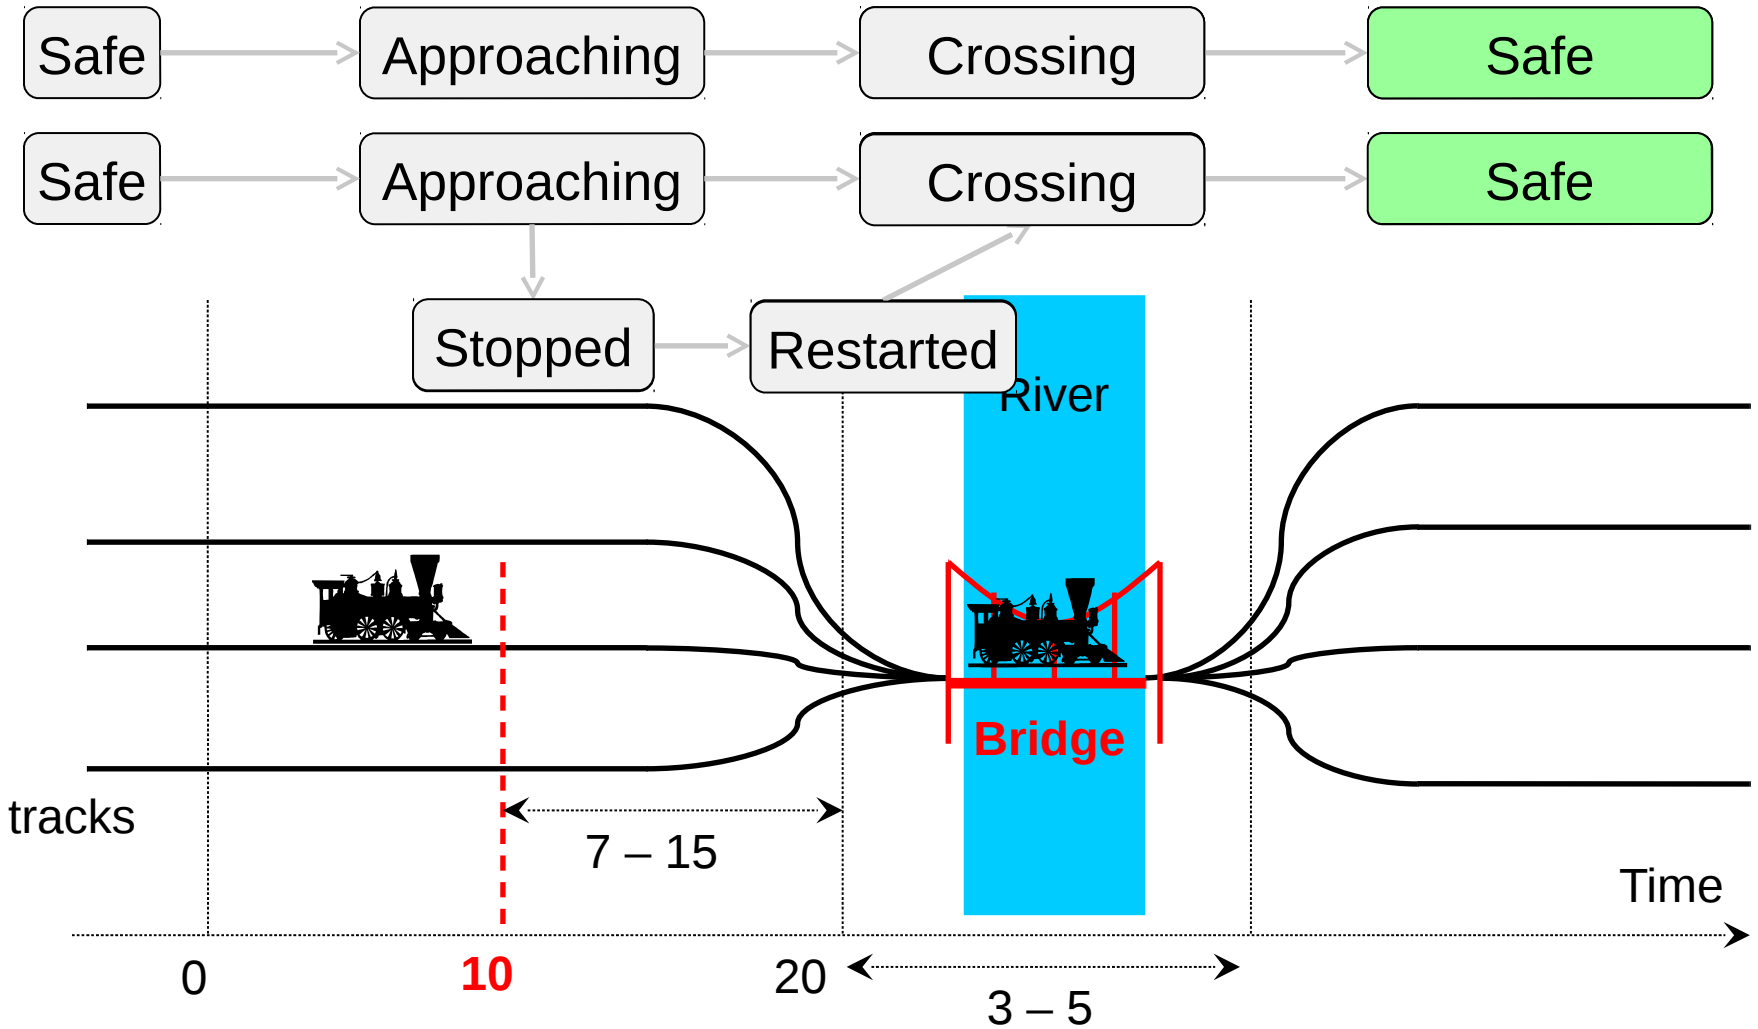 Safe Approaching Crossing Safe
Safe Approaching Crossing Safe
Stopped Restarted
River
Bridge
tracks
7 – 15
Time
0 10 20
3 – 5